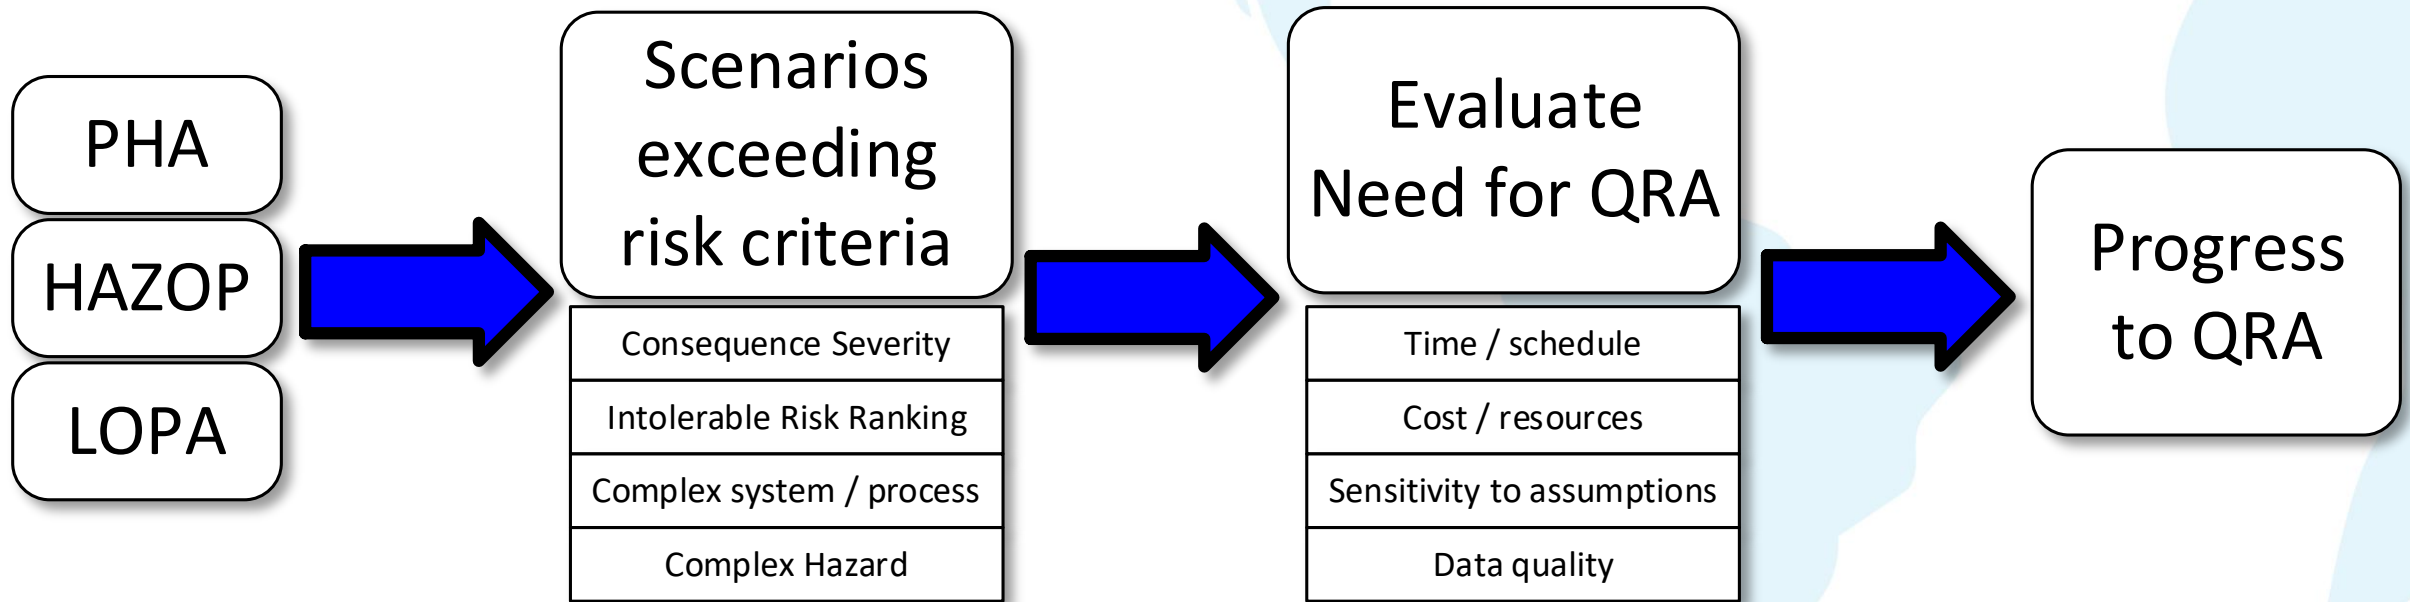 PHA
HAZOP
LOPA
Scenarios
exceeding
risk criteria
Consequence Severity
Intolerable Risk Ranking
Complex system / process
Complex Hazard
Evaluate
Need for QRA
Time / schedule
Cost / resources
Sensitivity to assumptions
Data quality
Progress
to QRA